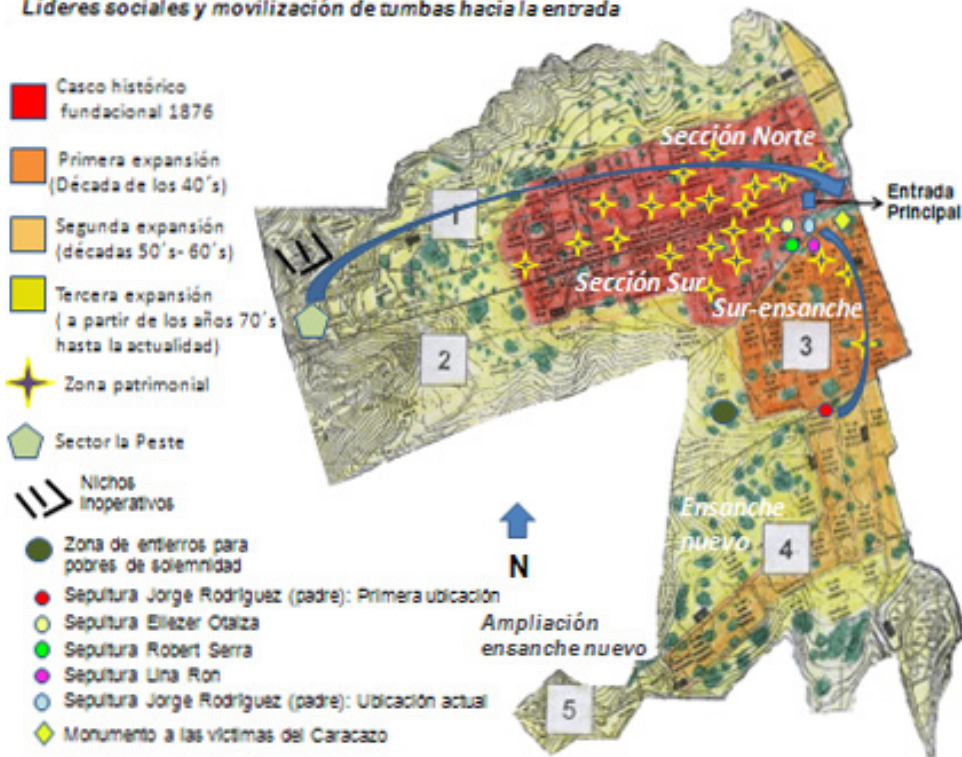 Líderes sociales y movilización de tumbas hacia la entrada
Casco histórico
fundacional 1876
Primera expansión
(Década de los 40´s)
Segunda expansión
(décadas 50´s- 60´s)
Tercera expansión
( a partir de los años 70´s
hasta la actualidad)
Zona patrimonial
Sector la Peste
Nichos
Inoperativos
Zona de entierros para
pobres de solemnidad
Sepultura Jorge Rodríguez (padre): Primera ubicación
Sepultura Eliezer Otaiza
Sepultura Robert Serra
Sepultura Lina Ron
Sepultura Jorge Rodríguez (padre): Ubicación actual
Monumento a las víctimas del Caracazo
Sección Norte
Entrada
Principal
1
Sección Sur
Sur-ensanche
2
3
N
Ensanche
nuevo
4
Ampliación
ensanche nuevo
5